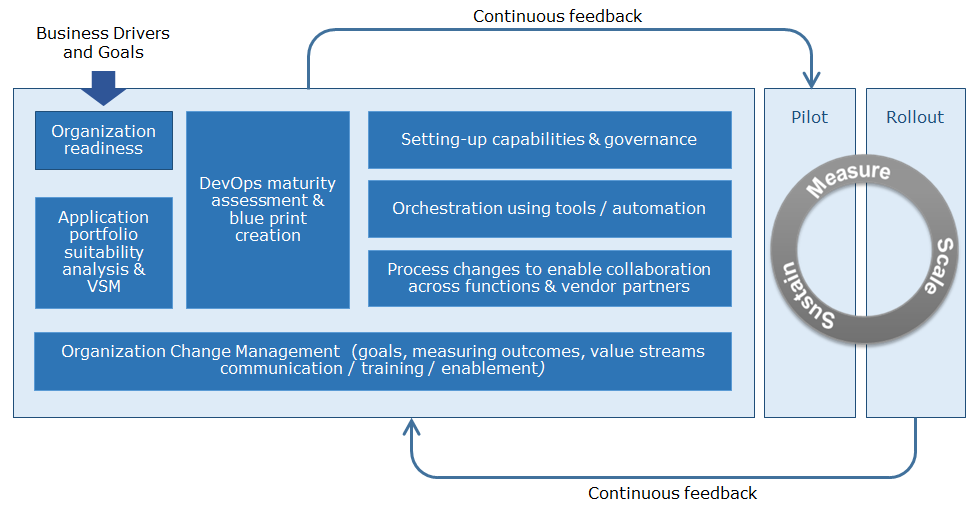 Continuous feedback
Business Drivers
and Goals
Organization
readiness
Application
portfolio
suitability
analysis &
VSM
DevOps maturity
assessment &
blue print
creation
Setting-up capabilities & governance
Orchestration using tools / automation
Process changes to enable collaboration
across functions & vendor partners
Organization Change Management (goals, measuring outcomes, value streams
communication / training / enablement)
Pilot
Rollout
Measure
Scale
Sustain
Continuous feedback